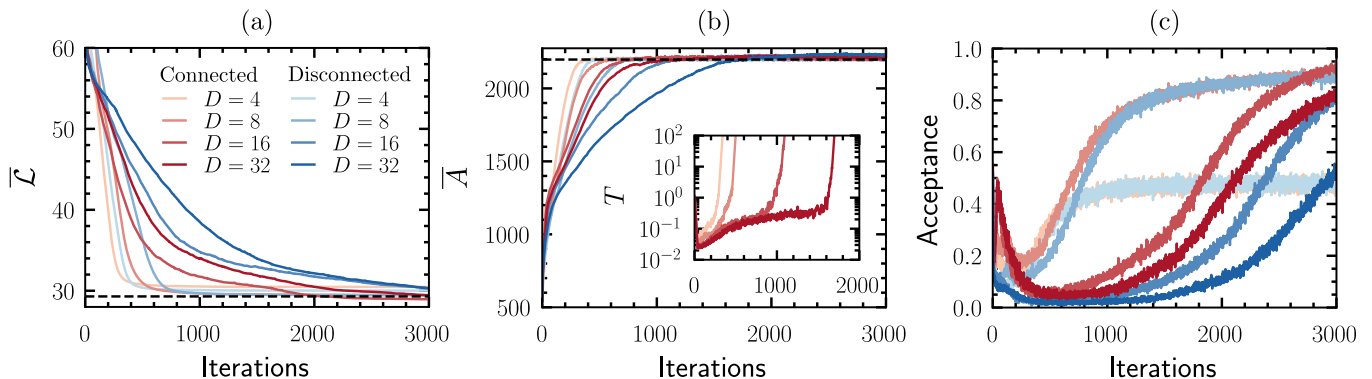 (a)
60
50
40
30
0
1000
2000
3000
Iterations
L̅
Connected Disconnected
D = 4 D = 4
D = 8 D = 8
D = 16 D = 16
D = 32 D = 32
(b)
2000
1500
1000
500
0
1000
2000
3000
Iterations
A̅
10²
10¹
10⁰
10⁻¹
10⁻²
0
1000
2000
T
(c)
1.0
0.8
0.6
0.4
0.2
0.0
0
1000
2000
3000
Iterations
Acceptance